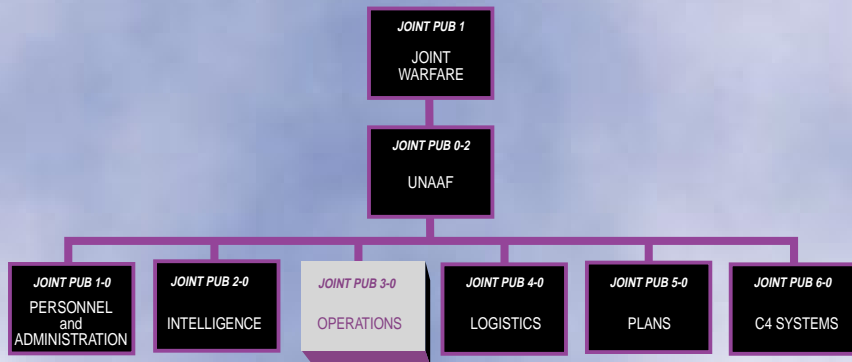 JOINT PUB 1
JOINT
WARFARE
JOINT PUB 0-2
UNAAF
JOINT PUB 1-0
PERSONNEL
and
ADMINISTRATION
JOINT PUB 2-0
INTELLIGENCE
JOINT PUB 3-0
OPERATIONS
JOINT PUB 4-0
LOGISTICS
JOINT PUB 5-0
PLANS
JOINT PUB 6-0
C4 SYSTEMS